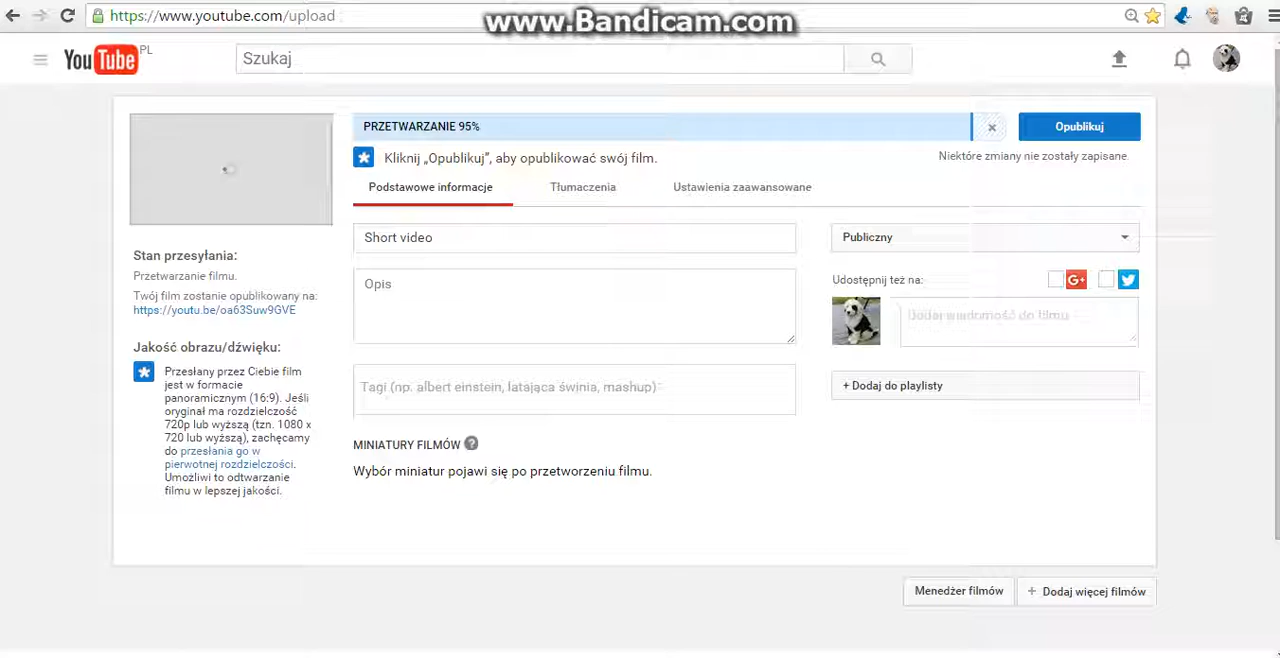 https://www.youtube.com/upload
www.Bandicam.com
YouTube PL
Szukaj
PRZETWARZANIE 95%
Opublikuj
Kliknij „Opublikuj”, aby opublikować swój film.
Niektóre zmiany nie zostały zapisane.
Podstawowe informacje
Tłumaczenia
Ustawienia zaawansowane
Stan przesyłania:
Przetwarzanie filmu.
Twój film zostanie opublikowany na:
https://youtu.be/oa63Suw9GVE
Jakość obrazu/dźwięku:
Przesłany przez Ciebie film
jest w formacie
panoramicznym (16:9). Jeśli
oryginał ma rozdzielczość
720p lub wyższą (tzn. 1080 x
720 lub wyższą), zachęcamy
do przesłania go w
pierwotnej rozdzielczości.
Umożliwi to odtwarzanie
filmu w lepszej jakości.
Short video
Opis
Tagi (np. albert einstein, latająca świnia, mashup)
MINIATURY FILMÓW ?
Wybór miniatur pojawi się po przetworzeniu filmu.
Publiczny
Udostępnij też na:
G+
Dodaj wiadomość do filmu
+ Dodaj do playlisty
Menedżer filmów
+ Dodaj więcej filmów